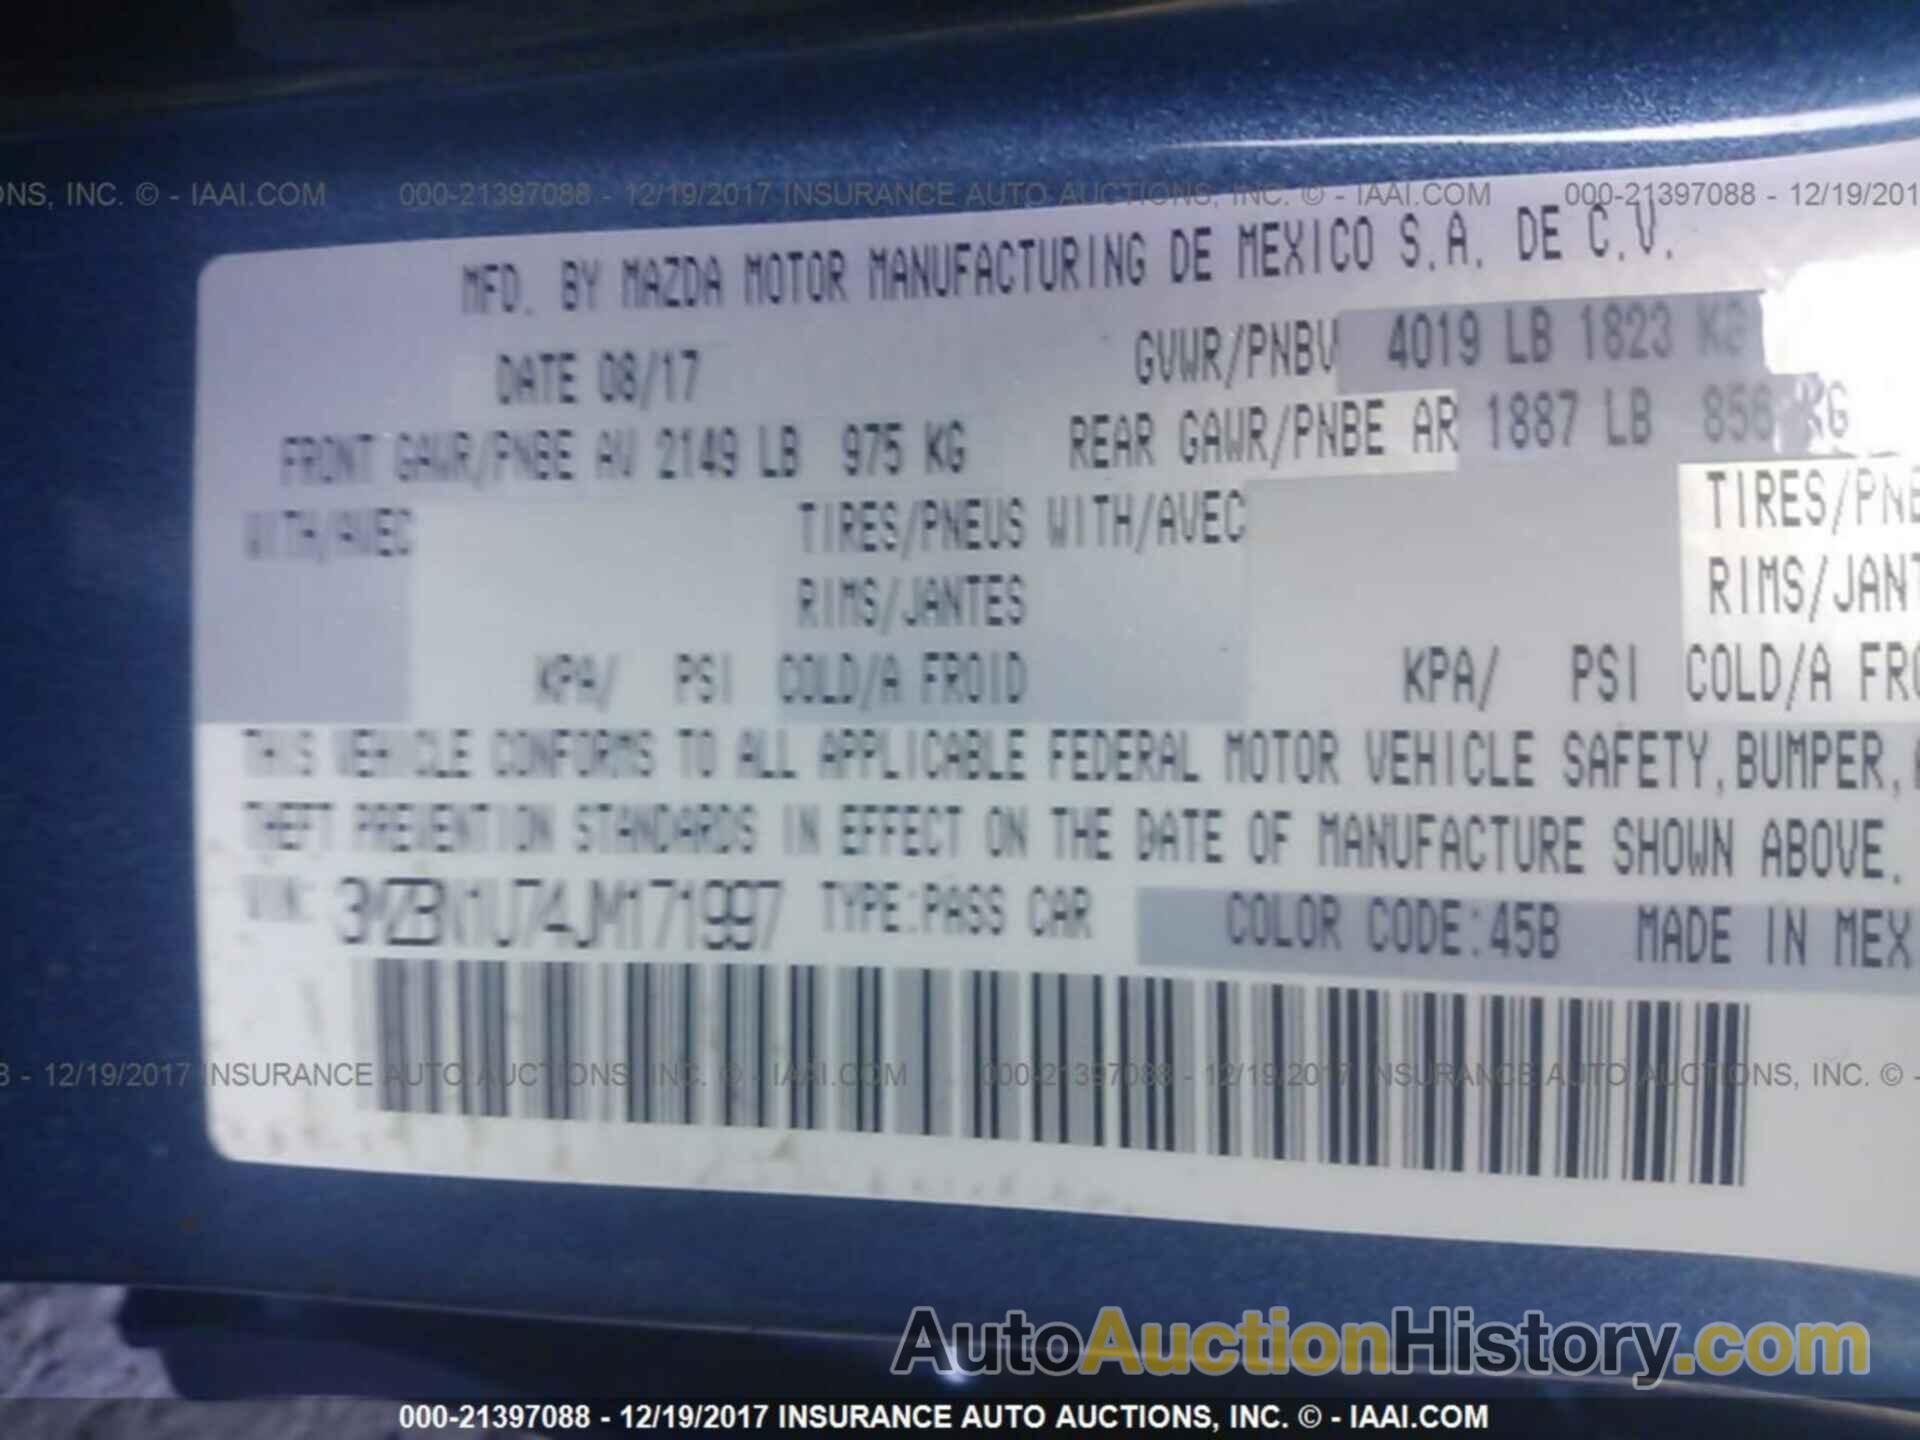 ONS, INC. © - IAAI.COM 000-21397088 - 12/19/2017 INSURANCE AUTO AUCTIONS, INC. © - IAAI.COM 000-21397088 - 12/19/201
MFD. BY MAZDA MOTOR MANUFACTURING DE MEXICO S.A. DE C.V.
DATE 08/17 GVWR/PNBV 4019 LB 1823 KG
FRONT GAWR/PNBE AV 2149 LB 975 KG REAR GAWR/PNBE AR 1887 LB 856 KG
WITH/AVEC TIRES/PNEUS WITH/AVEC TIRES/PNE
RIMS/JANTES RIMS/JANT
KPA/ PSI COLD/A FROID KPA/ PSI COLD/A FRO
THIS VEHICLE CONFORMS TO ALL APPLICABLE FEDERAL MOTOR VEHICLE SAFETY,BUMPER,
THEFT PREVENTION STANDARDS IN EFFECT ON THE DATE OF MANUFACTURE SHOWN ABOVE.
VIN: 3MZBN1U74JM171997 TYPE:PASS CAR COLOR CODE:45B MADE IN MEX
8 - 12/19/2017 INSURANCE AUTO AUCTIONS, INC. © - IAAI.COM 000-21397088 - 12/19/2017 INSURANCE AUTO AUCTIONS, INC. © -
AutoAuctionHistory.com
000-21397088 - 12/19/2017 INSURANCE AUTO AUCTIONS, INC. © - IAAI.COM